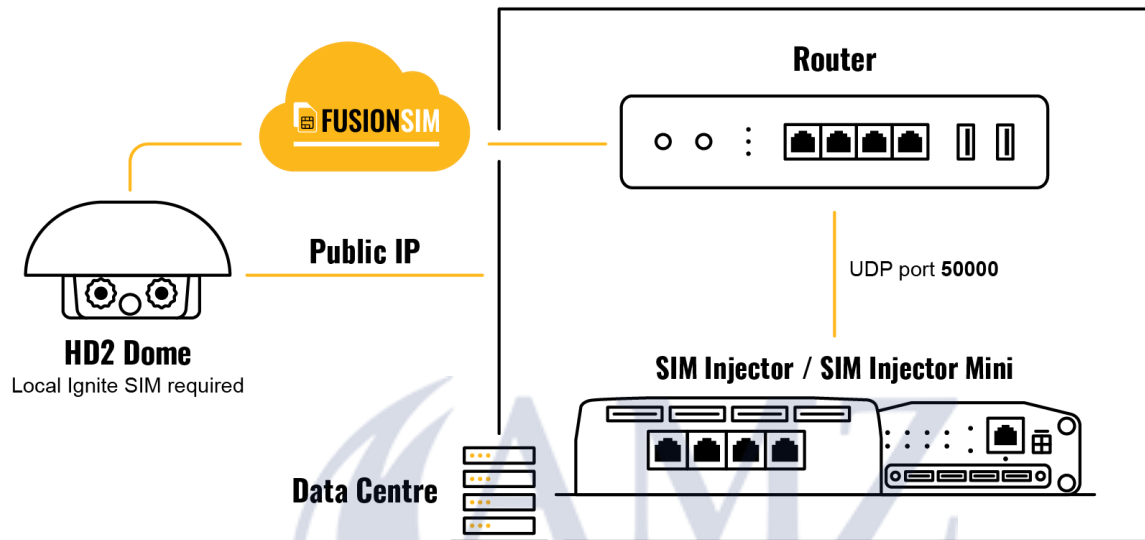 FUSIONSIM
Router
Public IP
UDP port 50000
HD2 Dome
Local Ignite SIM required
SIM Injector / SIM Injector Mini
Data Centre
AMZ